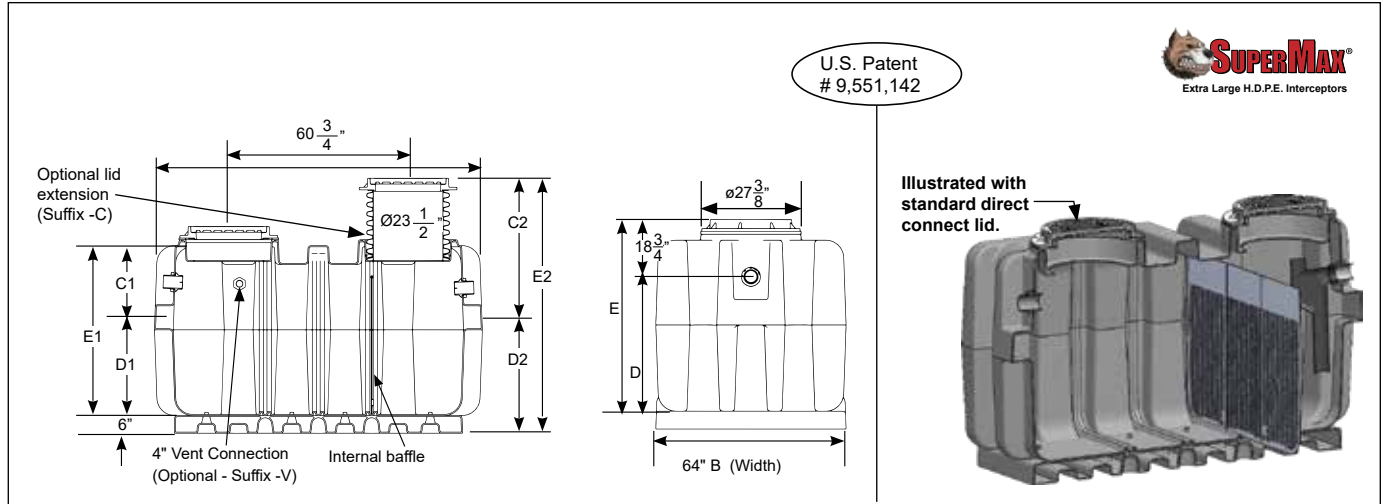 U.S. Patent
# 9,551,142
SUPERMAX®
Extra Large H.D.P.E. Interceptors
60 3/4"
Optional lid
extension
(Suffix -C)
Ø23 1/2"
C2
E2
C1
E1
D1
D2
6"
4" Vent Connection
(Optional - Suffix -V)
Internal baffle
ø27 3/8"
18 3/4"
E
D
64" B (Width)
Illustrated with
standard direct
connect lid.